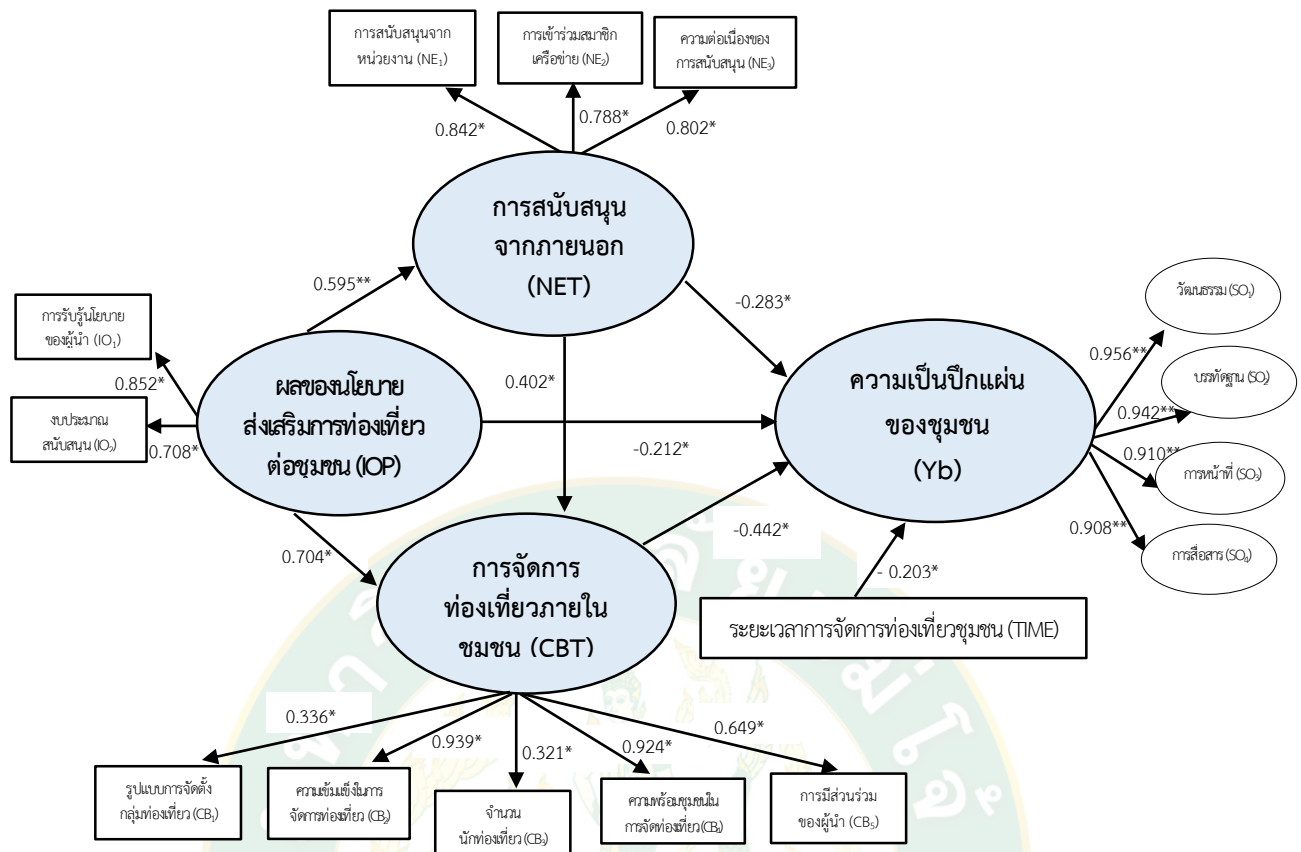 การสนับสนุนจาก
หน่วยงาน (NE₁)
การเข้าร่วมสมาชิก
เครือข่าย (NE₂)
ความต่อเนื่องของ
การสนับสนุน (NE₃)
0.842*
0.788*
0.802*
การสนับสนุน
จากภายนอก
(NET)
0.595**
-0.283*
วัฒนธรรม (SO₁)
การรับรู้นโยบาย
ของผู้นำ (IO₁)
0.852*
งบประมาณ
สนับสนุน (IO₂)
0.708*
ผลของนโยบาย
ส่งเสริมการท่องเที่ยว
ต่อชุมชน (IOP)
0.402*
-0.212*
ความเป็นปึกแผ่น
ของชุมชน
(Yb)
0.956**
บรรทัดฐาน (SO₂)
0.942**
0.910**
การหน้าที่ (SO₃)
0.908**
การสื่อสาร (SO₄)
0.704*
-0.442*
- 0.203*
การจัดการ
ท่องเที่ยวภายใน
ชุมชน (CBT)
ระยะเวลาการจัดการท่องเที่ยวชุมชน (TIME)
0.336*
0.939*
0.321*
0.924*
0.649*
รูปแบบการจัดตั้ง
กลุ่มท่องเที่ยว (CB₁)
ความเข้มแข็งในการ
จัดการท่องเที่ยว (CB₂)
จำนวน
นักท่องเที่ยว (CB₃)
ความพร้อมชุมชนใน
การจัดท่องเที่ยว (CB₄)
การมีส่วนร่วม
ของผู้นำ (CB₅)